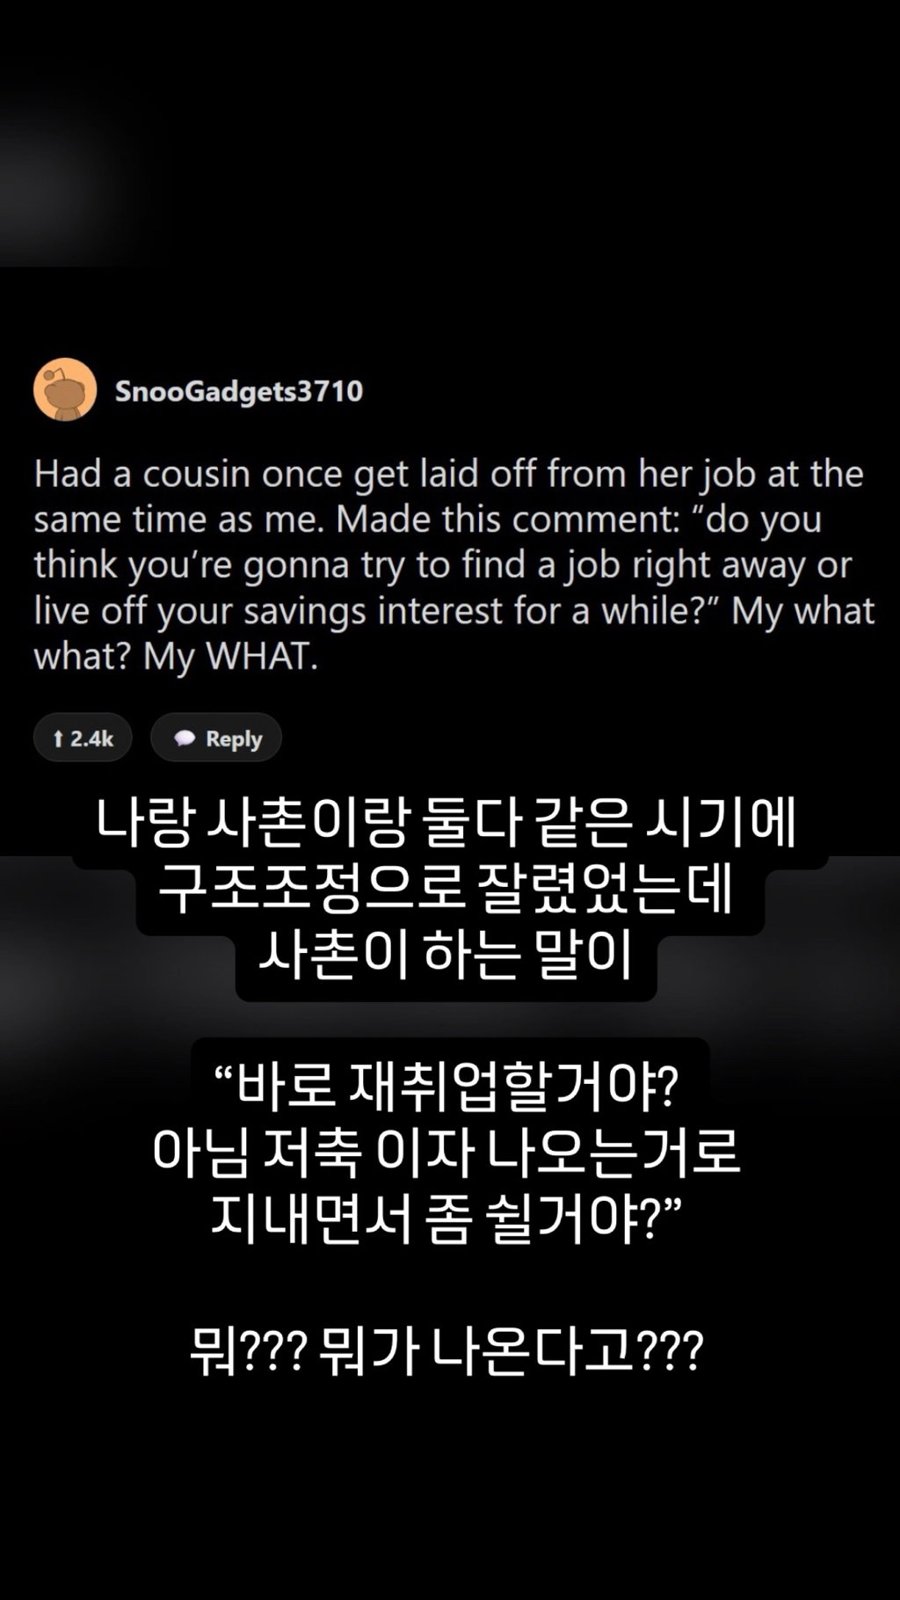 SnooGadgets3710
Had a cousin once get laid off from her job at the
same time as me. Made this comment: “do you
think you’re gonna try to find a job right away or
live off your savings interest for a while?” My what
what? My WHAT.
⬆ 2.4k
💬 Reply
나랑 사촌이랑 둘다 같은 시기에
구조조정으로 잘렸었는데
사촌이 하는 말이
“바로 재취업할거야?
아님 저축 이자 나오는거로
지내면서 좀 쉴거야?”
뭐??? 뭐가 나온다고???